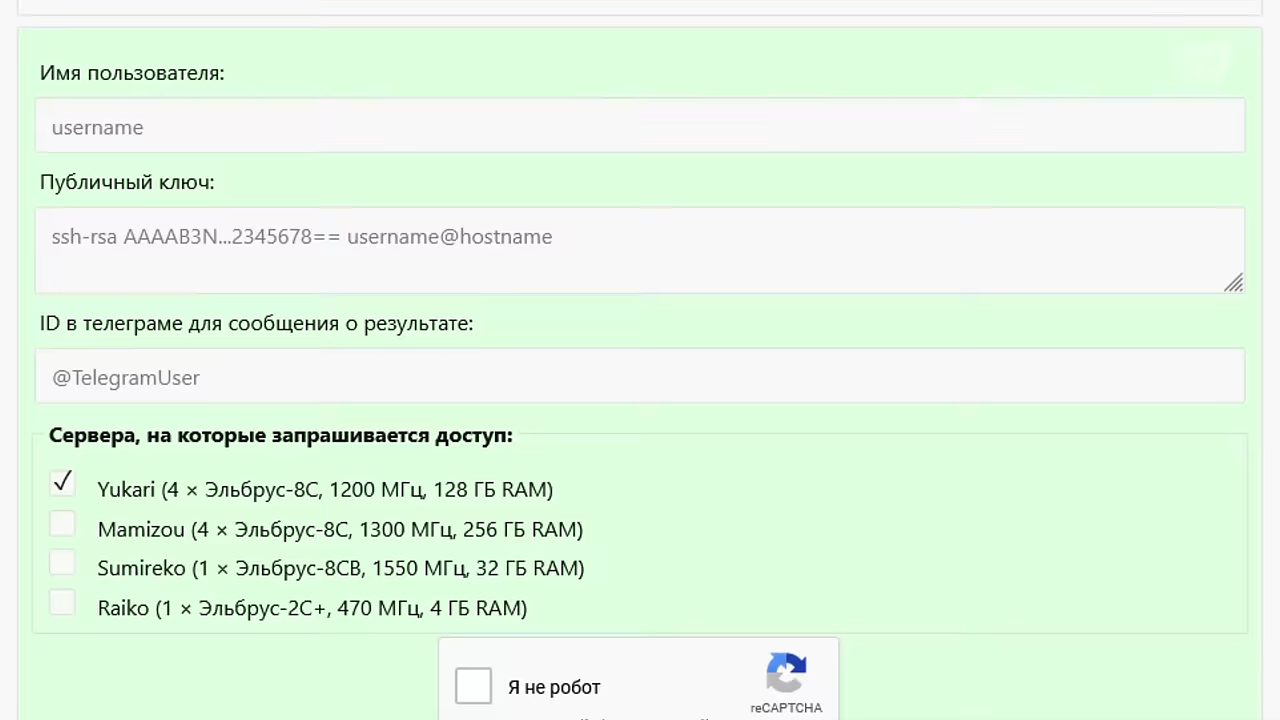 Имя пользователя:
username
Публичный ключ:
ssh-rsa AAAAB3N...2345678== username@hostname
ID в телеграме для сообщения о результате:
@TelegramUser
Сервера, на которые запрашивается доступ:
Yukari (4 × Эльбрус-8С, 1200 МГц, 128 ГБ RAM)
Mamizou (4 × Эльбрус-8С, 1300 МГц, 256 ГБ RAM)
Sumireko (1 × Эльбрус-8СВ, 1550 МГц, 32 ГБ RAM)
Raiko (1 × Эльбрус-2С+, 470 МГц, 4 ГБ RAM)
Я не робот
reCAPTCHA